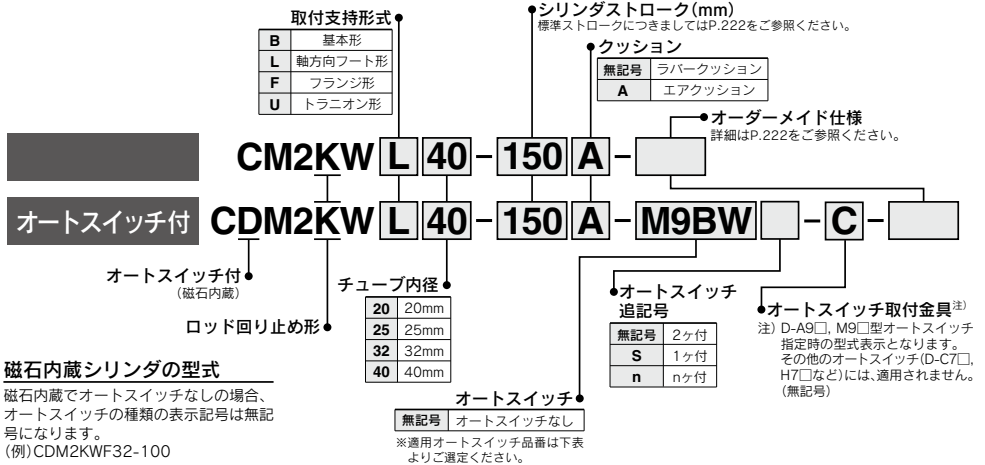 取付支持形式
B 基本形
L 軸方向フート形
F フランジ形
U トラニオン形
シリンダストローク(mm)
標準ストロークにつきましてはP.222をご参照ください。
クッション
無記号 ラバークッション
A エアクッション
オーダーメイド仕様
詳細はP.222をご参照ください。
CM2KW L 40 - 150 A -
オートスイッチ付 CDM2KW L 40 - 150 A - M9BW - C -
オートスイッチ付
(磁石内蔵)
ロッド回り止め形
チューブ内径
20 20mm
25 25mm
32 32mm
40 40mm
オートスイッチ
無記号 オートスイッチなし
※適用オートスイッチ品番は下表
よりご選定ください。
オートスイッチ
追記号
無記号 2ヶ付
S 1ヶ付
n nヶ付
オートスイッチ取付金具注)
注) D-A9□, M9□型オートスイッチ
指定時の型式表示となります。
その他のオートスイッチ(D-C7□,
H7□など)には、適用されません。
(無記号)
磁石内蔵シリンダの型式
磁石内蔵でオートスイッチなしの場合、
オートスイッチの種類の表示記号は無記
号になります。
(例)CDM2KWF32-100